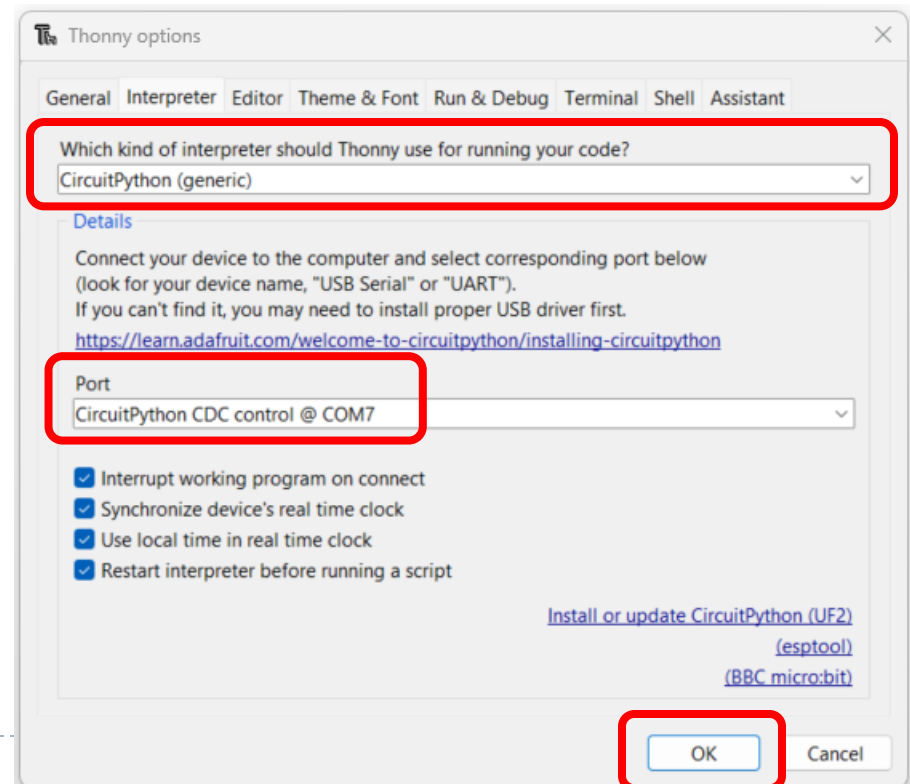 Thonny options
General Interpreter Editor Theme & Font Run & Debug Terminal Shell Assistant
Which kind of interpreter should Thonny use for running your code?
CircuitPython (generic)
Details
Connect your device to the computer and select corresponding port below
(look for your device name, "USB Serial" or "UART").
If you can't find it, you may need to install proper USB driver first.
https://learn.adafruit.com/welcome-to-circuitpython/installing-circuitpython
Port
CircuitPython CDC control @ COM7
Interrupt working program on connect
Synchronize device's real time clock
Use local time in real time clock
Restart interpreter before running a script
Install or update CircuitPython (UF2)
(esptool)
(BBC micro:bit)
OK Cancel